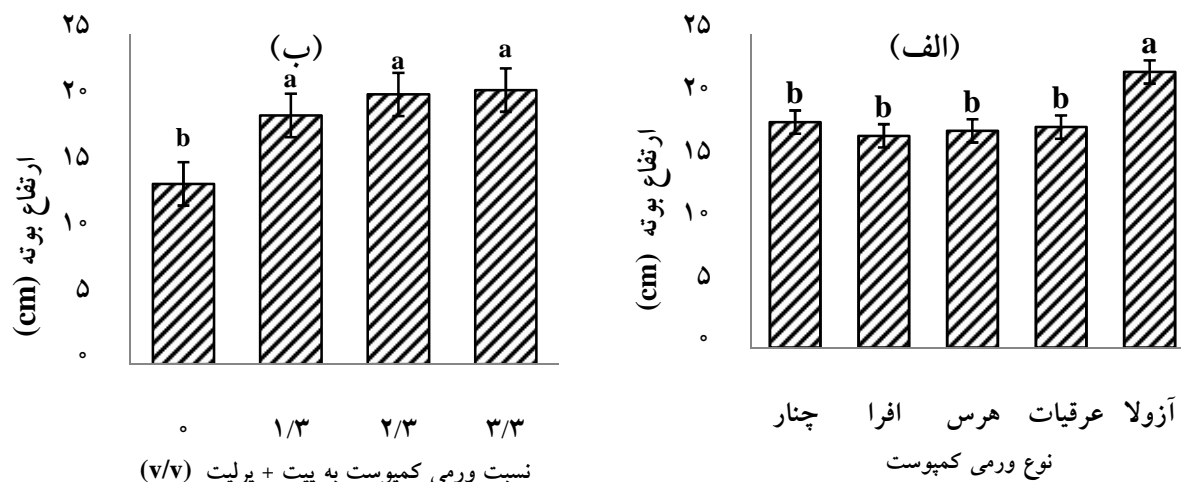 (الف)
ارتفاع بوته (cm)
۲۵
۲۰
۱۵
۱۰
۵
۰
b
b
b
b
a
چنار
افرا
هرس
عرقیات
آزولا
نوع ورمی کمپوست
(ب)
ارتفاع بوته (cm)
۲۵
۲۰
۱۵
۱۰
۵
۰
b
a
a
a
۰
۱/۳
۲/۳
۳/۳
نسبت ورمی کمپوست به پیت + پرلیت (v/v)